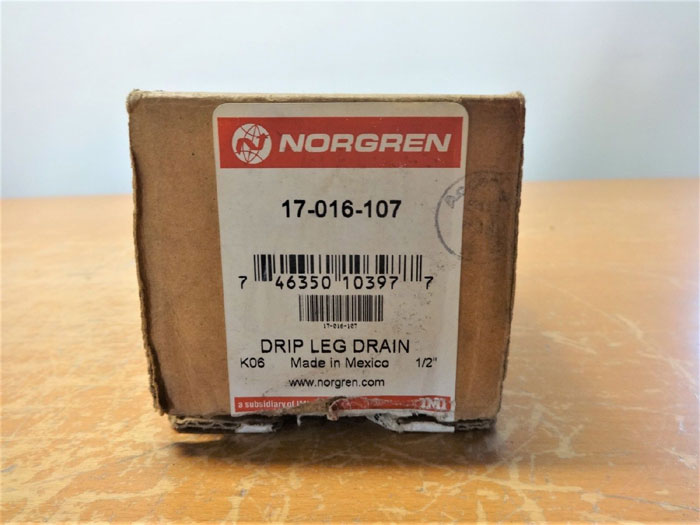 NORGREN
17-016-107
7 46350 10397 7
17-016-107
DRIP LEG DRAIN
K06 Made in Mexico 1/2"
www.norgren.com
a subsidiary of IMI